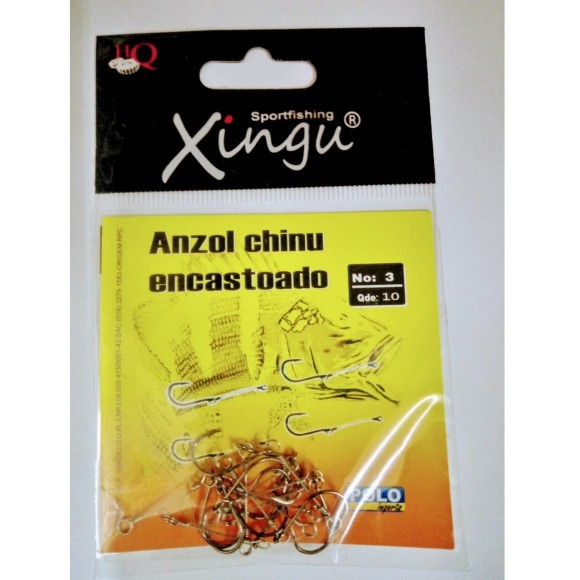 HQ
Sportfishing
Xingu®
Anzol chinu
encastoado
No: 3
Qde: 10
POLO